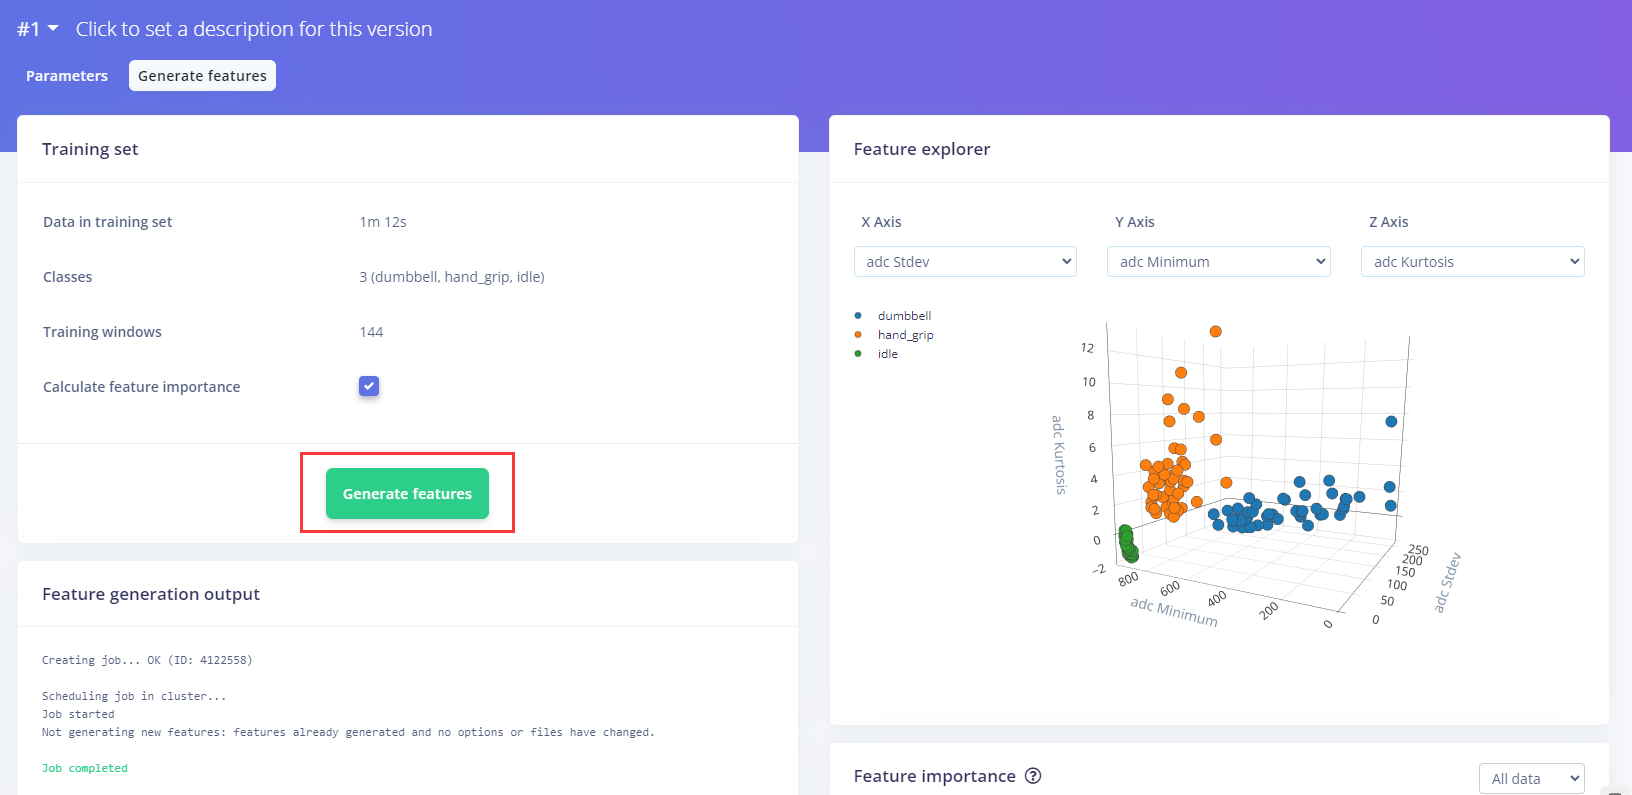 #1 Click to set a description for this version
Parameters Generate features
Training set
Data in training set 1m 12s
Classes 3 (dumbbell, hand_grip, idle)
Training windows 144
Calculate feature importance
Generate features
Feature generation output
Creating job... OK (ID: 4122558)
Scheduling job in cluster...
Job started
Not generating new features: features already generated and no options or files have changed.
Job completed
Feature explorer
X Axis Y Axis Z Axis
adc Stdev adc Minimum adc Kurtosis
dumbbell
hand_grip
idle
12
10
8
6
4
2
0
−2
adc Kurtosis
800
600
400
200
0
adc Minimum
250
200
150
100
50
0
adc Stdev
Feature importance ?
All data